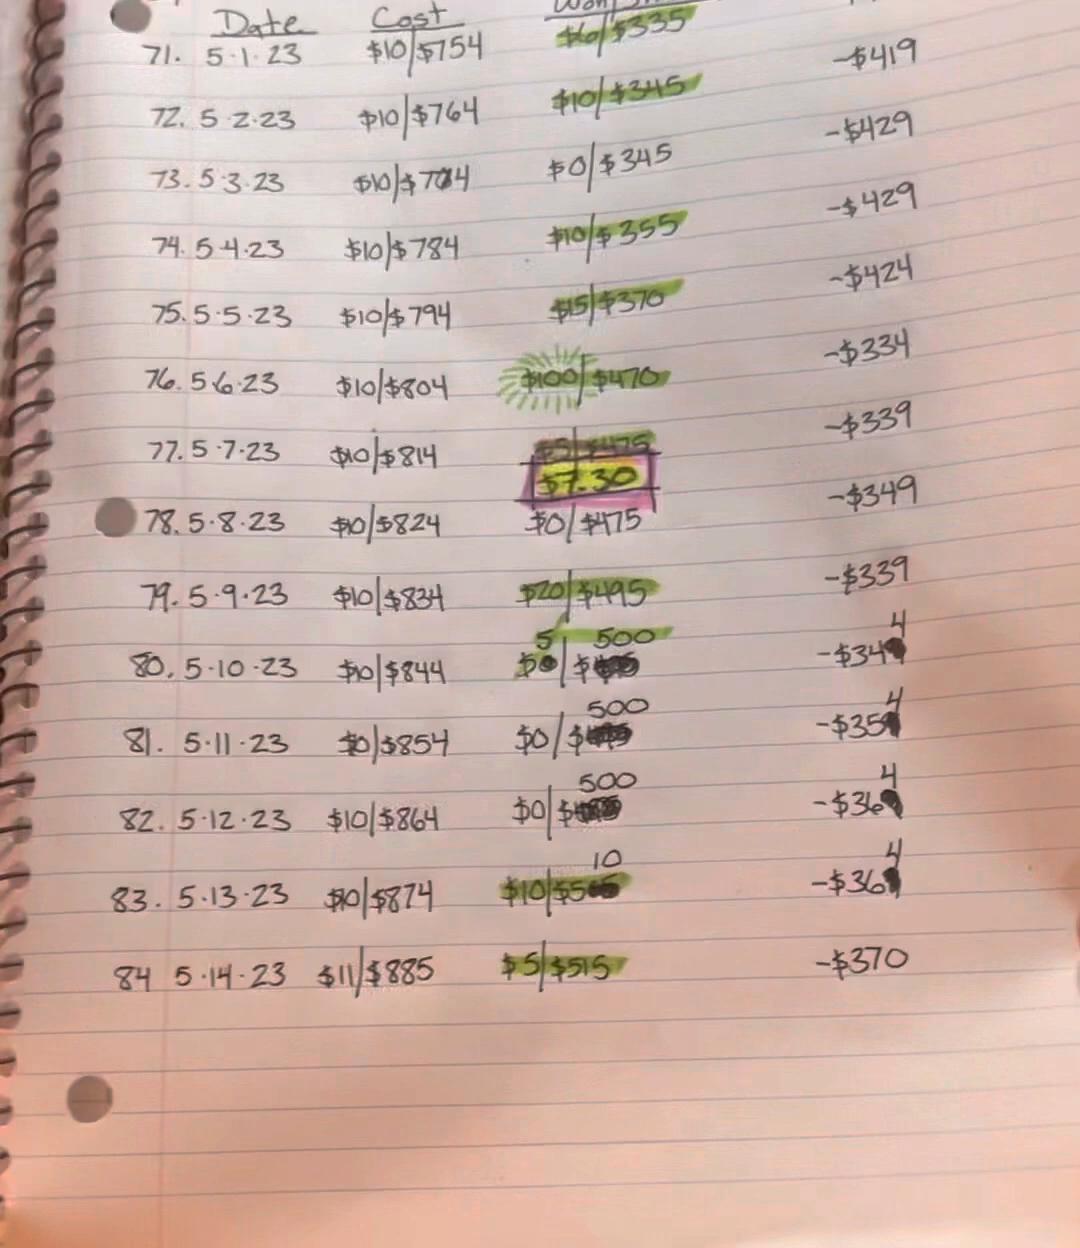 Date Cost Won
71. 5·1·23 $10/$754 /$335
72. 5·2·23 $10/$764 $10/$345 -$419
73. 5·3·23 $10/$774 $0/$345 -$429
74. 5·4·23 $10/$784 $10/$355 -$429
75. 5·5·23 $10/$794 $15/$370 -$424
76. 5·6·23 $10/$804 $100/$470 -$334
77. 5·7·23 $10/$814 $5/$475 -$339
$7.30
78. 5·8·23 $10/$824 $0/$475 -$349
79. 5·9·23 $10/$834 $20/$495 -$339
80. 5·10·23 $10/$844 $5/$500 -$344
81. 5·11·23 $10/$854 $0/$500 -$354
82. 5·12·23 $10/$864 $0/$500 -$364
83. 5·13·23 $10/$874 $10/$510 -$364
84 5·14·23 $11/$885 $5/$515 -$370